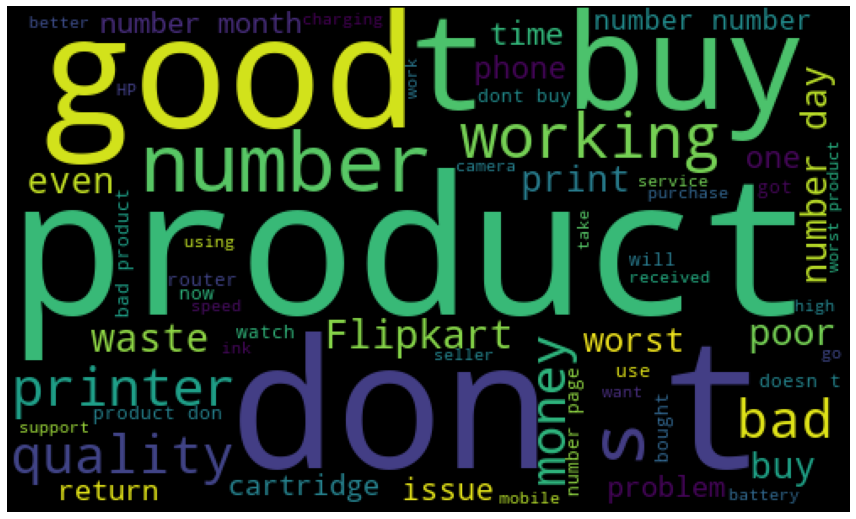 better
number month
charging
good
t
buy
time
number number
HP
work
phone
dont buy
working
number day
number
even
camera
print
service
one
got
purchase
worst product
product
bad product
using
take
router
now
speed
will
received
high
waste
watch
Flipkart
ink
seller
worst
poor
go
don t
money
number page
printer
product don
support
use
want
doesn t
s
bought
bad
quality
buy
return
cartridge
issue
mobile
problem
battery